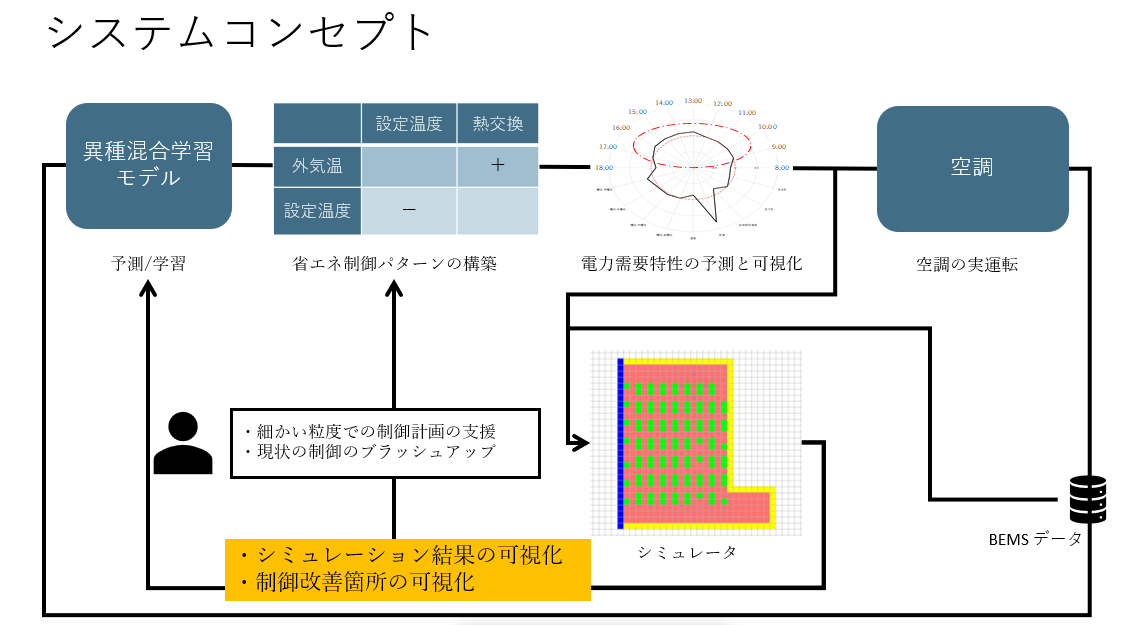 システムコンセプト
異種混合学習
モデル
設定温度
熱交換
外気温
＋
設定温度
－
13:00
14:00
12:00
15:00
11:00
16:00
10:00
17:00
9:00
18:00
8:00
空調
予測/学習
省エネ制御パターンの構築
電力需要特性の予測と可視化
空調の実運転
・細かい粒度での制御計画の支援
・現状の制御のブラッシュアップ
・シミュレーション結果の可視化
・制御改善箇所の可視化
シミュレータ
BEMS データ